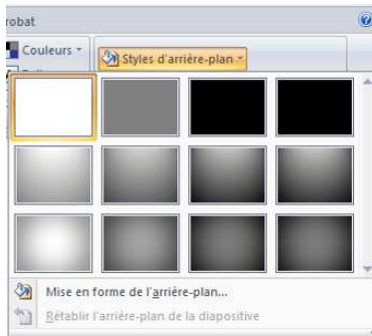 robat
Couleurs
Styles d'arrière-plan
Mise en forme de l'arrière-plan...
Rétablir l'arrière-plan de la diapositive